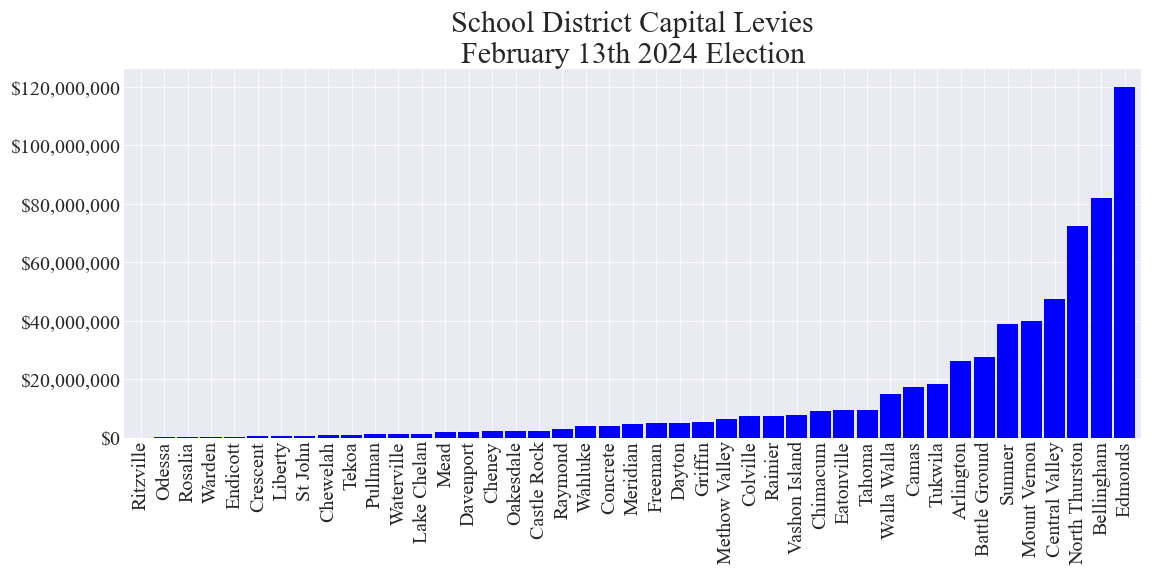 School District Capital Levies
February 13th 2024 Election
$120,000,000
$100,000,000
$80,000,000
$60,000,000
$40,000,000
$20,000,000
$0
Ritzville
Odessa
Rosalia
Warden
Endicott
Crescent
Liberty
St John
Chewelah
Tekoa
Pullman
Waterville
Lake Chelan
Mead
Davenport
Cheney
Oakesdale
Castle Rock
Raymond
Wahluke
Concrete
Meridian
Freeman
Dayton
Griffin
Methow Valley
Colville
Rainier
Vashon Island
Chimacum
Eatonville
Tahoma
Walla Walla
Camas
Tukwila
Arlington
Battle Ground
Sumner
Mount Vernon
Central Valley
North Thurston
Bellingham
Edmonds